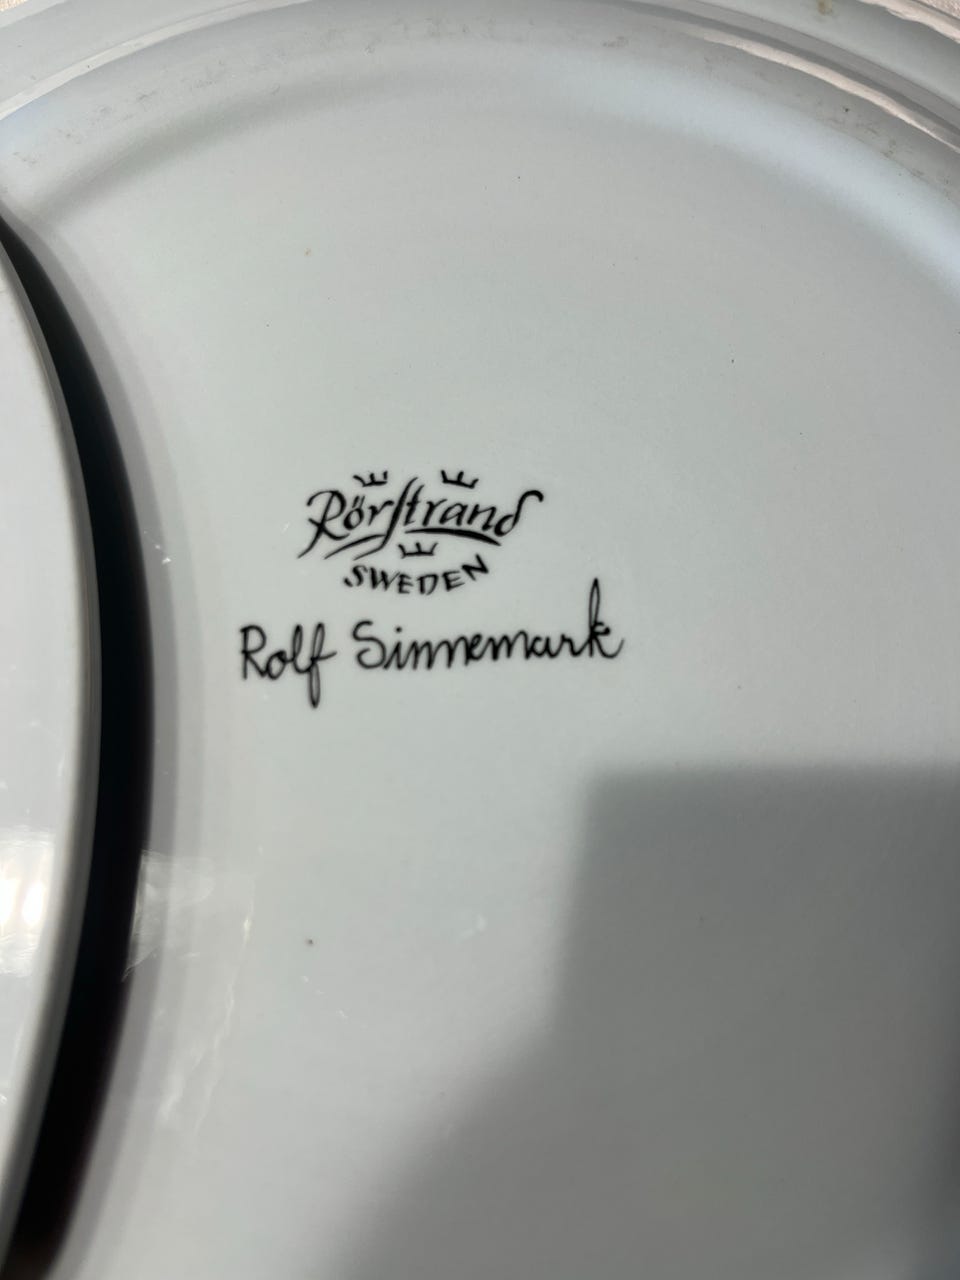 Rörstrand
SWEDEN
Rolf Sinnemark